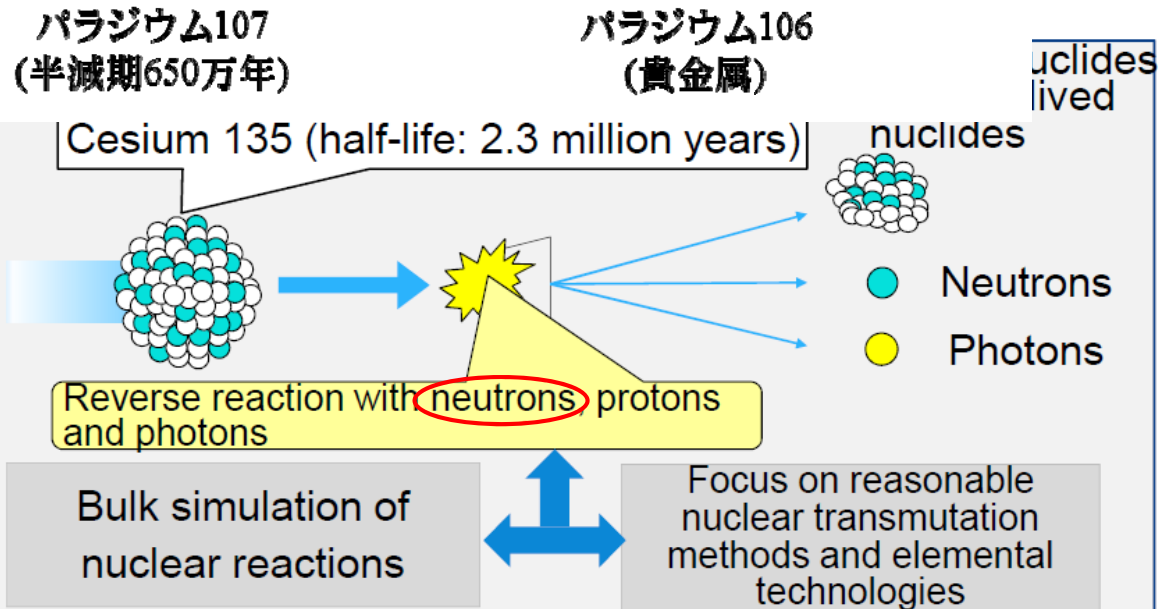 パラジウム107
(半減期650万年)
パラジウム106
(貴金属)
uclides
lived
nuclides
Cesium 135 (half-life: 2.3 million years)
Neutrons
Photons
Reverse reaction with neutrons, protons
and photons
Bulk simulation of
nuclear reactions
Focus on reasonable
nuclear transmutation
methods and elemental
technologies